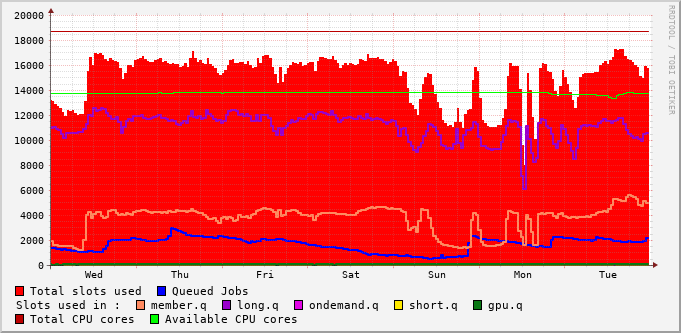 RRDTOOL / TOBI OETIKER
20000
18000
16000
14000
12000
10000
8000
6000
4000
2000
0
Wed Thu Fri Sat Sun Mon Tue
Total slots used Queued Jobs
Slots used in : member.q long.q ondemand.q short.q gpu.q
Total CPU cores Available CPU cores